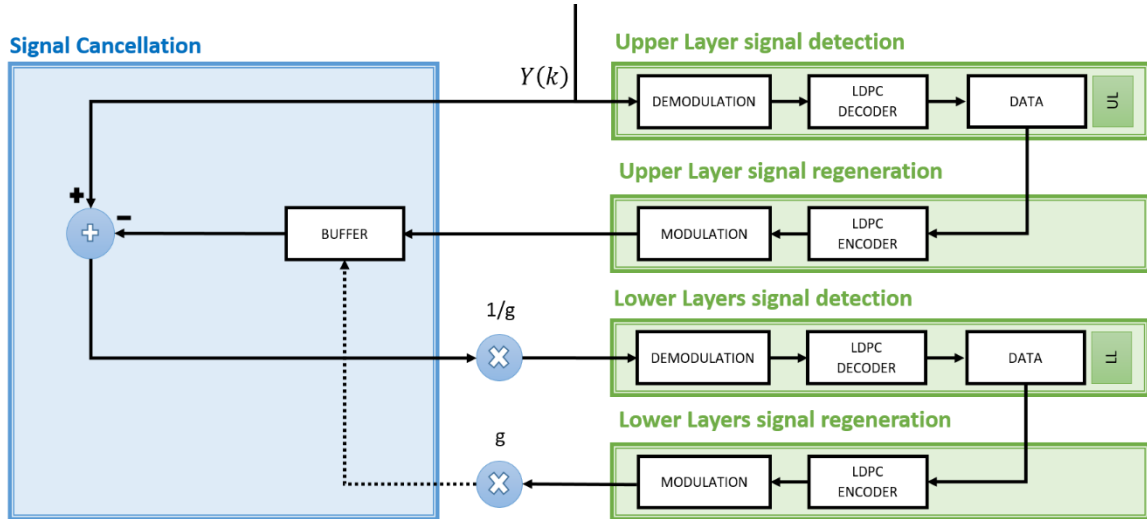 Signal Cancellation
Y(k)
Upper Layer signal detection
DEMODULATION
LDPC
DECODER
DATA
UL
Upper Layer signal regeneration
+
−
+
BUFFER
MODULATION
LDPC
ENCODER
Lower Layers signal detection
1/g
×
DEMODULATION
LDPC
DECODER
DATA
LL
Lower Layers signal regeneration
g
×
MODULATION
LDPC
ENCODER